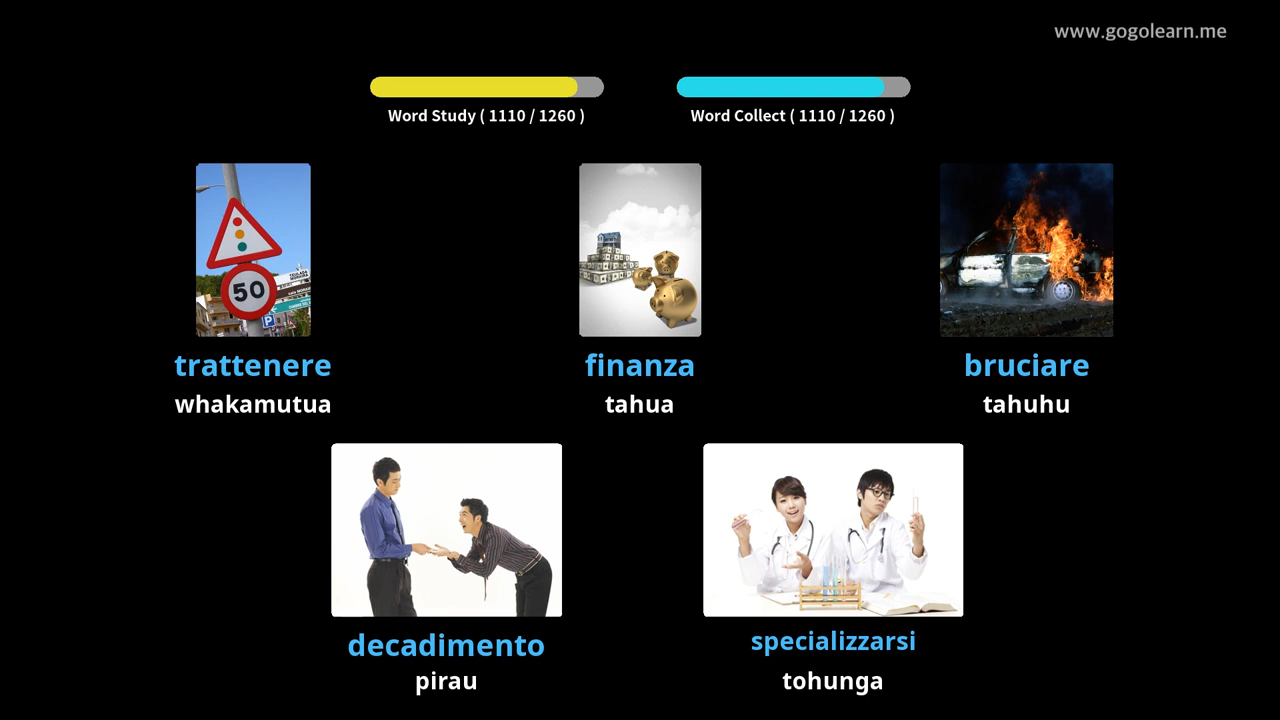 www.gogolearn.me
Word Study ( 1110 / 1260 )
Word Collect ( 1110 / 1260 )
50
P
trattenere
whakamutua
finanza
tahua
bruciare
tahuhu
decadimento
pirau
specializzarsi
tohunga